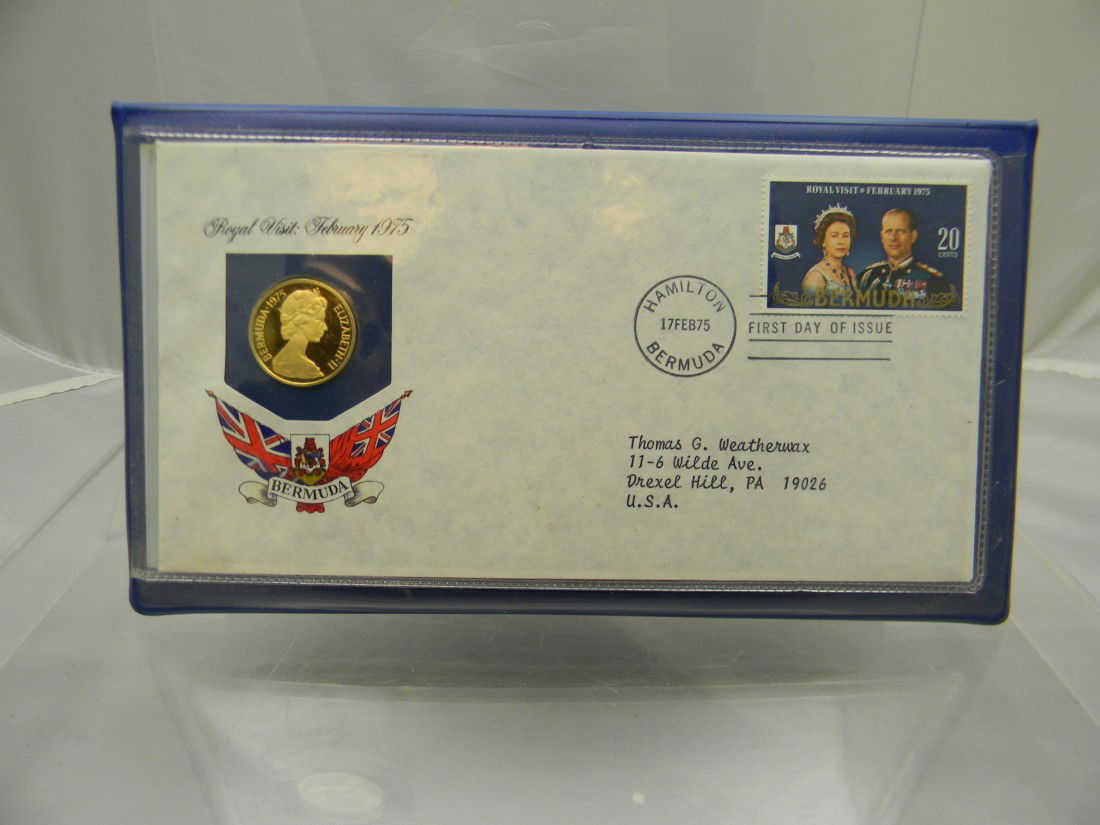 Royal Visit: February 1975
BERMUDA·1975
ELIZABETH·II
BERMUDA
ROYAL VISIT • FEBRUARY 1975
20
CENTS
BERMUDA
HAMILTON
17FEB75
BERMUDA
FIRST DAY OF ISSUE
Thomas G. Weatherwax
11-6 Wilde Ave.
Drexel Hill, PA 19026
U.S.A.